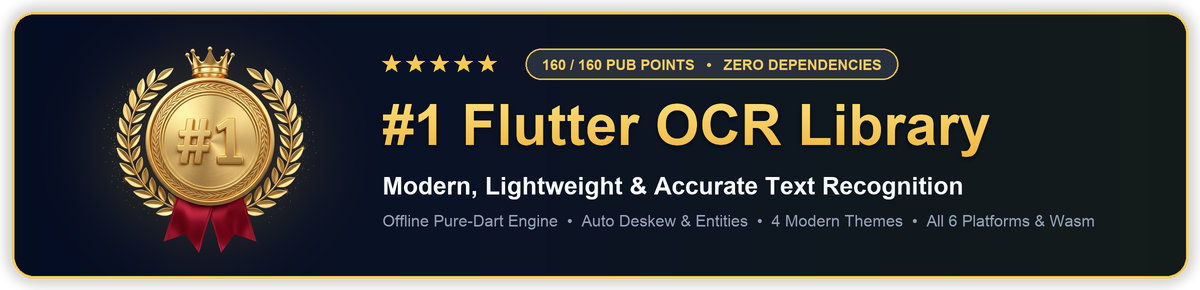 #1
★★★★★ 160 / 160 PUB POINTS • ZERO DEPENDENCIES
#1 Flutter OCR Library
Modern, Lightweight & Accurate Text Recognition
Offline Pure-Dart Engine • Auto Deskew & Entities • 4 Modern Themes • All 6 Platforms & Wasm